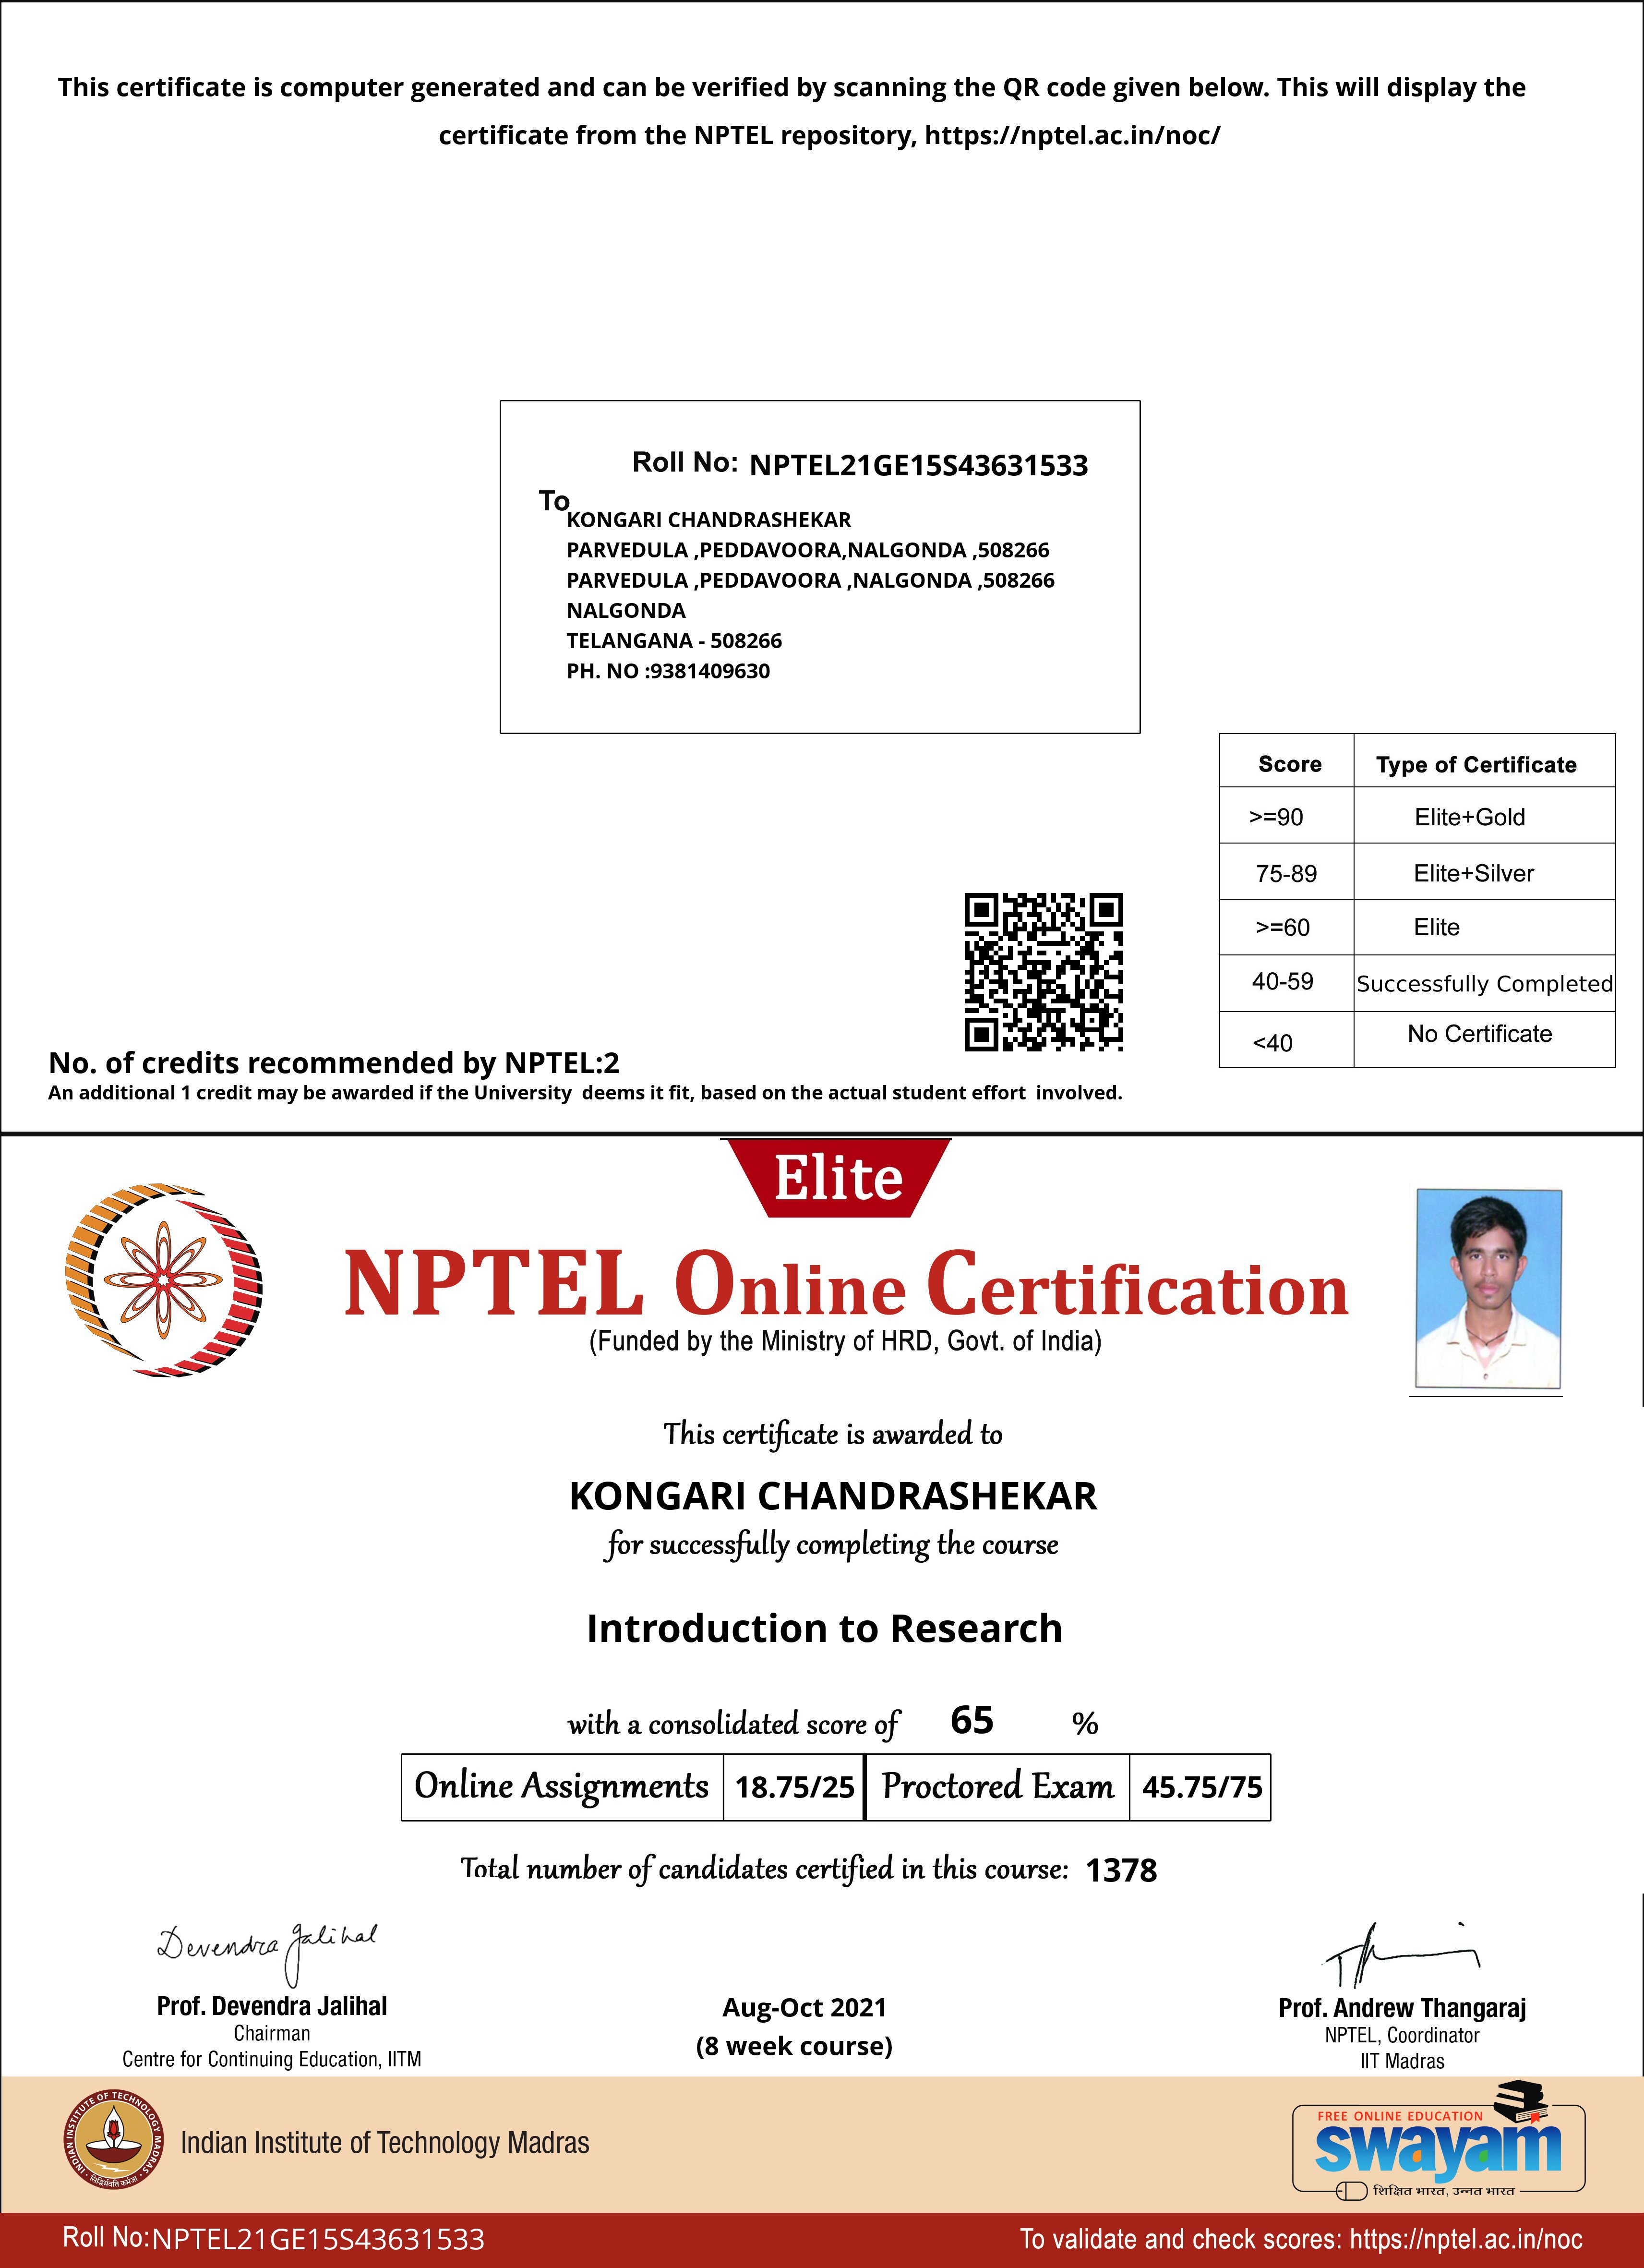 This certificate is computer generated and can be verified by scanning the QR code given below. This will display the
certificate from the NPTEL repository, https://nptel.ac.in/noc/
Roll No: NPTEL21GE15S43631533
To
KONGARI CHANDRASHEKAR
PARVEDULA ,PEDDAVOORA,NALGONDA ,508266
PARVEDULA ,PEDDAVOORA ,NALGONDA ,508266
NALGONDA
TELANGANA - 508266
PH. NO :9381409630
Score Type of Certificate
>=90 Elite+Gold
75-89 Elite+Silver
>=60 Elite
40-59 Successfully Completed
<40 No Certificate
No. of credits recommended by NPTEL:2
An additional 1 credit may be awarded if the University deems it fit, based on the actual student effort involved.
Elite
NPTEL Online Certification
(Funded by the Ministry of HRD, Govt. of India)
This certificate is awarded to
KONGARI CHANDRASHEKAR
for successfully completing the course
Introduction to Research
with a consolidated score of 65 %
Online Assignments 18.75/25 Proctored Exam 45.75/75
Total number of candidates certified in this course: 1378
Devendra Jalihal
Prof. Devendra Jalihal
Chairman
Centre for Continuing Education, IITM
Aug-Oct 2021
(8 week course)
Prof. Andrew Thangaraj
NPTEL, Coordinator
IIT Madras
INDIAN INSTITUTE OF TECHNOLOGY MADRAS
सिद्धिर्भवति कर्मजा
Indian Institute of Technology Madras
FREE ONLINE EDUCATION
swayam
शिक्षित भारत, उन्नत भारत
Roll No:NPTEL21GE15S43631533
To validate and check scores: https://nptel.ac.in/noc